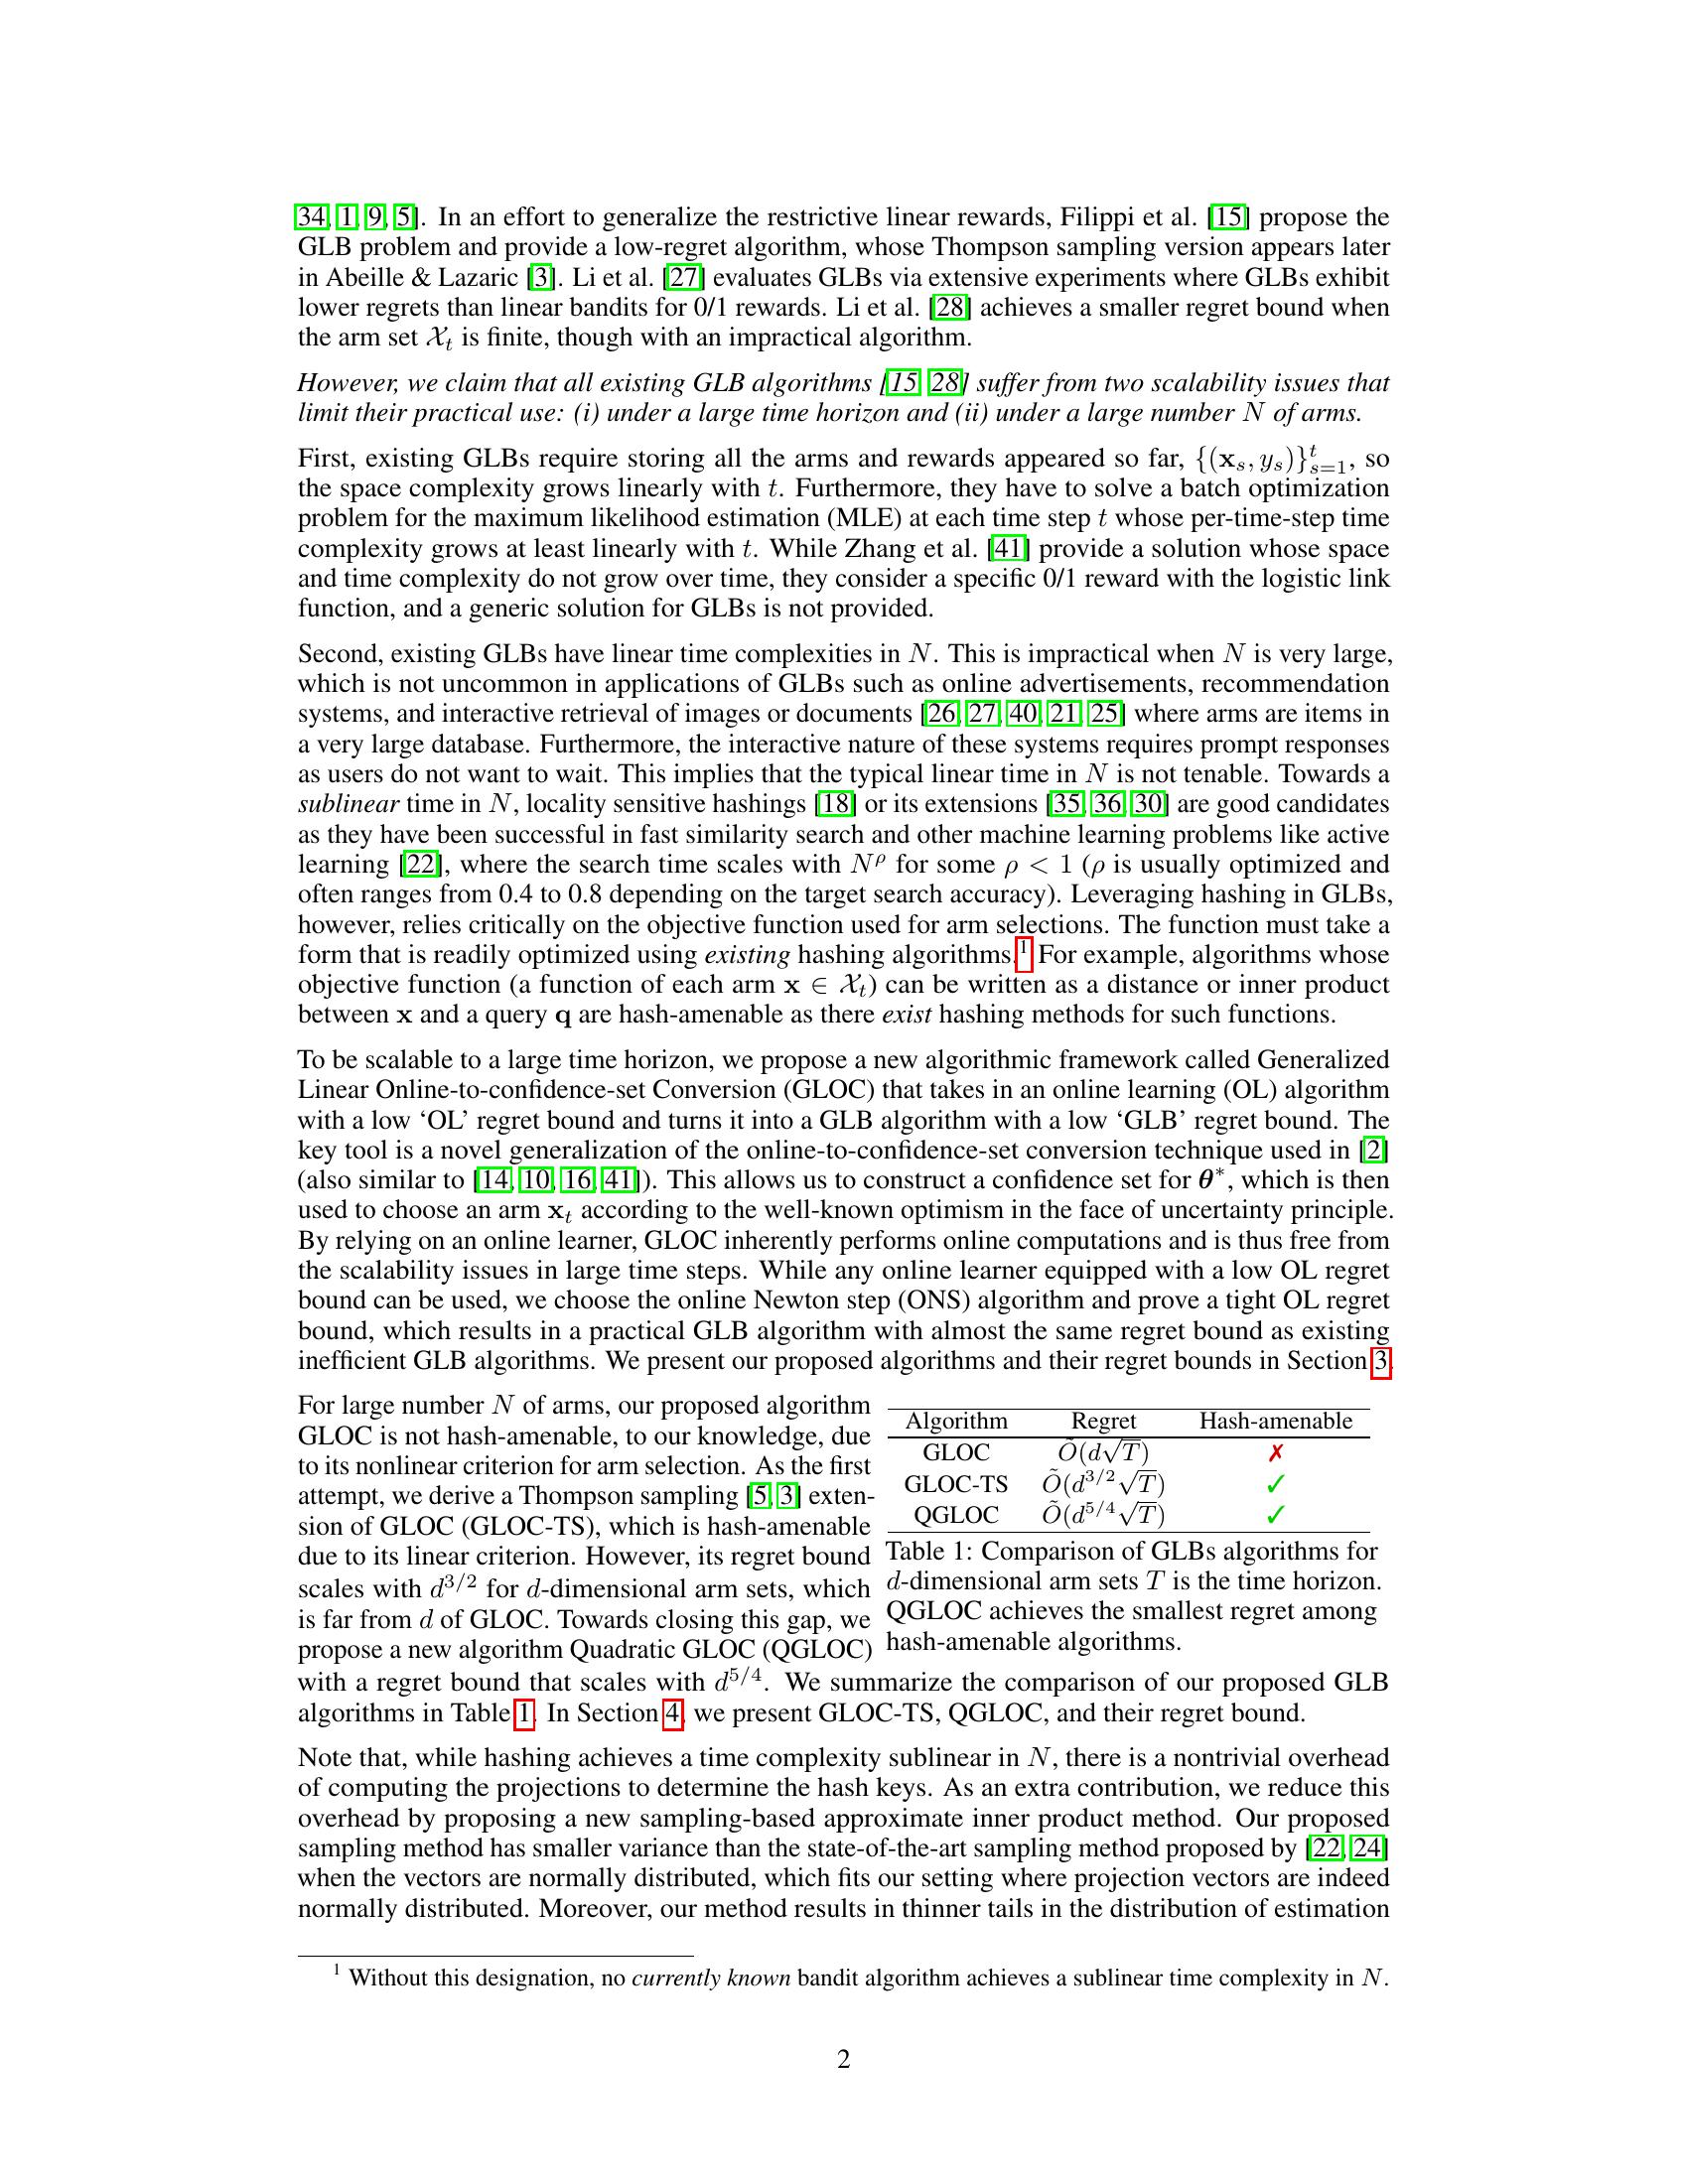 34, 1, 9, 5]. In an effort to generalize the restrictive linear rewards, Filippi et al. [15] propose the
GLB problem and provide a low-regret algorithm, whose Thompson sampling version appears later
in Abeille & Lazaric [3]. Li et al. [27] evaluates GLBs via extensive experiments where GLBs exhibit
lower regrets than linear bandits for 0/1 rewards. Li et al. [28] achieves a smaller regret bound when
the arm set 𝒳ₜ is finite, though with an impractical algorithm.
However, we claim that all existing GLB algorithms [15, 28] suffer from two scalability issues that
limit their practical use: (i) under a large time horizon and (ii) under a large number N of arms.
First, existing GLBs require storing all the arms and rewards appeared so far, {(x_s, y_s)}_{s=1}^t, so
the space complexity grows linearly with t. Furthermore, they have to solve a batch optimization
problem for the maximum likelihood estimation (MLE) at each time step t whose per-time-step time
complexity grows at least linearly with t. While Zhang et al. [41] provide a solution whose space
and time complexity do not grow over time, they consider a specific 0/1 reward with the logistic link
function, and a generic solution for GLBs is not provided.
Second, existing GLBs have linear time complexities in N. This is impractical when N is very large,
which is not uncommon in applications of GLBs such as online advertisements, recommendation
systems, and interactive retrieval of images or documents [26, 27, 40, 21, 25] where arms are items in
a very large database. Furthermore, the interactive nature of these systems requires prompt responses
as users do not want to wait. This implies that the typical linear time in N is not tenable. Towards a
sublinear time in N, locality sensitive hashings [18] or its extensions [35, 36, 30] are good candidates
as they have been successful in fast similarity search and other machine learning problems like active
learning [22], where the search time scales with N^ρ for some ρ < 1 (ρ is usually optimized and
often ranges from 0.4 to 0.8 depending on the target search accuracy). Leveraging hashing in GLBs,
however, relies critically on the objective function used for arm selections. The function must take a
form that is readily optimized using existing hashing algorithms.¹ For example, algorithms whose
objective function (a function of each arm x ∈ 𝒳ₜ) can be written as a distance or inner product
between x and a query q are hash-amenable as there exist hashing methods for such functions.
To be scalable to a large time horizon, we propose a new algorithmic framework called Generalized
Linear Online-to-confidence-set Conversion (GLOC) that takes in an online learning (OL) algorithm
with a low ‘OL’ regret bound and turns it into a GLB algorithm with a low ‘GLB’ regret bound. The
key tool is a novel generalization of the online-to-confidence-set conversion technique used in [2]
(also similar to [14, 10, 16, 41]). This allows us to construct a confidence set for θ*, which is then
used to choose an arm xₜ according to the well-known optimism in the face of uncertainty principle.
By relying on an online learner, GLOC inherently performs online computations and is thus free from
the scalability issues in large time steps. While any online learner equipped with a low OL regret
bound can be used, we choose the online Newton step (ONS) algorithm and prove a tight OL regret
bound, which results in a practical GLB algorithm with almost the same regret bound as existing
inefficient GLB algorithms. We present our proposed algorithms and their regret bounds in Section 3.
For large number N of arms, our proposed algorithm
GLOC is not hash-amenable, to our knowledge, due
to its nonlinear criterion for arm selection. As the first
attempt, we derive a Thompson sampling [5, 3] exten-
sion of GLOC (GLOC-TS), which is hash-amenable
due to its linear criterion. However, its regret bound
scales with d^{3/2} for d-dimensional arm sets, which
is far from d of GLOC. Towards closing this gap, we
propose a new algorithm Quadratic GLOC (QGLOC)
with a regret bound that scales with d^{5/4}. We summarize the comparison of our proposed GLB
algorithms in Table 1. In Section 4, we present GLOC-TS, QGLOC, and their regret bound.
Algorithm Regret Hash-amenable
GLOC Õ(d√T) ✗
GLOC-TS Õ(d^{3/2}√T) ✓
QGLOC Õ(d^{5/4}√T) ✓
Table 1: Comparison of GLBs algorithms for
d-dimensional arm sets T is the time horizon.
QGLOC achieves the smallest regret among
hash-amenable algorithms.
Note that, while hashing achieves a time complexity sublinear in N, there is a nontrivial overhead
of computing the projections to determine the hash keys. As an extra contribution, we reduce this
overhead by proposing a new sampling-based approximate inner product method. Our proposed
sampling method has smaller variance than the state-of-the-art sampling method proposed by [22, 24]
when the vectors are normally distributed, which fits our setting where projection vectors are indeed
normally distributed. Moreover, our method results in thinner tails in the distribution of estimation
¹ Without this designation, no currently known bandit algorithm achieves a sublinear time complexity in N.
2